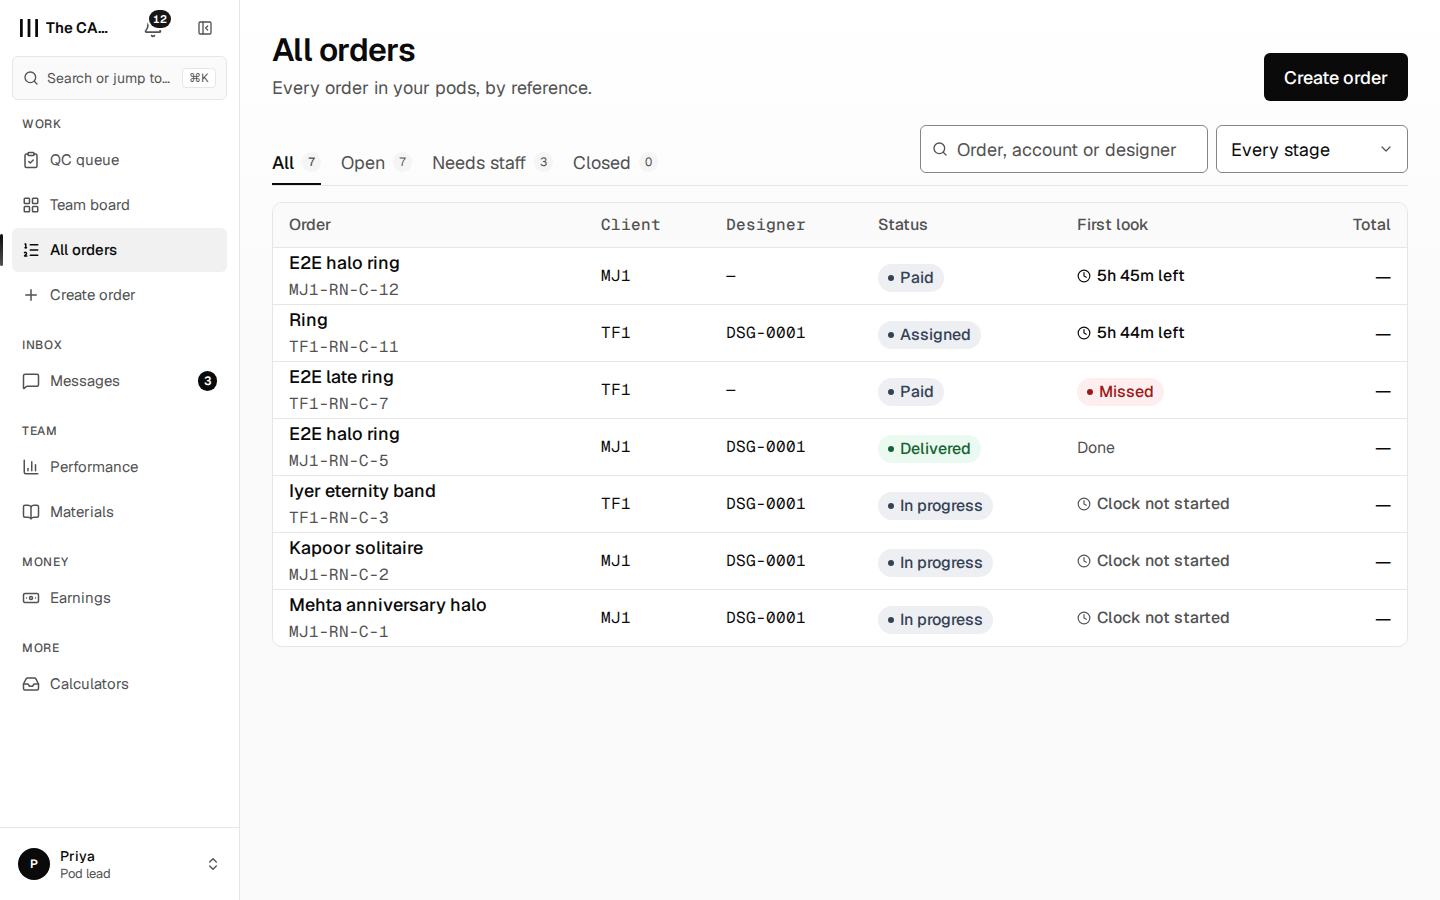 The CA...
12
Search or jump to... ⌘K
WORK
QC queue
Team board
All orders
Create order
INBOX
Messages 3
TEAM
Performance
Materials
MONEY
Earnings
MORE
Calculators
P
Priya
Pod lead
All orders
Every order in your pods, by reference.
Create order
All 7 Open 7 Needs staff 3 Closed 0
Order, account or designer
Every stage
Order Client Designer Status First look Total
E2E halo ring
MJ1-RN-C-12 MJ1 – Paid 5h 45m left —
Ring
TF1-RN-C-11 TF1 DSG-0001 Assigned 5h 44m left —
E2E late ring
TF1-RN-C-7 TF1 – Paid Missed —
E2E halo ring
MJ1-RN-C-5 MJ1 DSG-0001 Delivered Done —
Iyer eternity band
TF1-RN-C-3 TF1 DSG-0001 In progress Clock not started —
Kapoor solitaire
MJ1-RN-C-2 MJ1 DSG-0001 In progress Clock not started —
Mehta anniversary halo
MJ1-RN-C-1 MJ1 DSG-0001 In progress Clock not started —